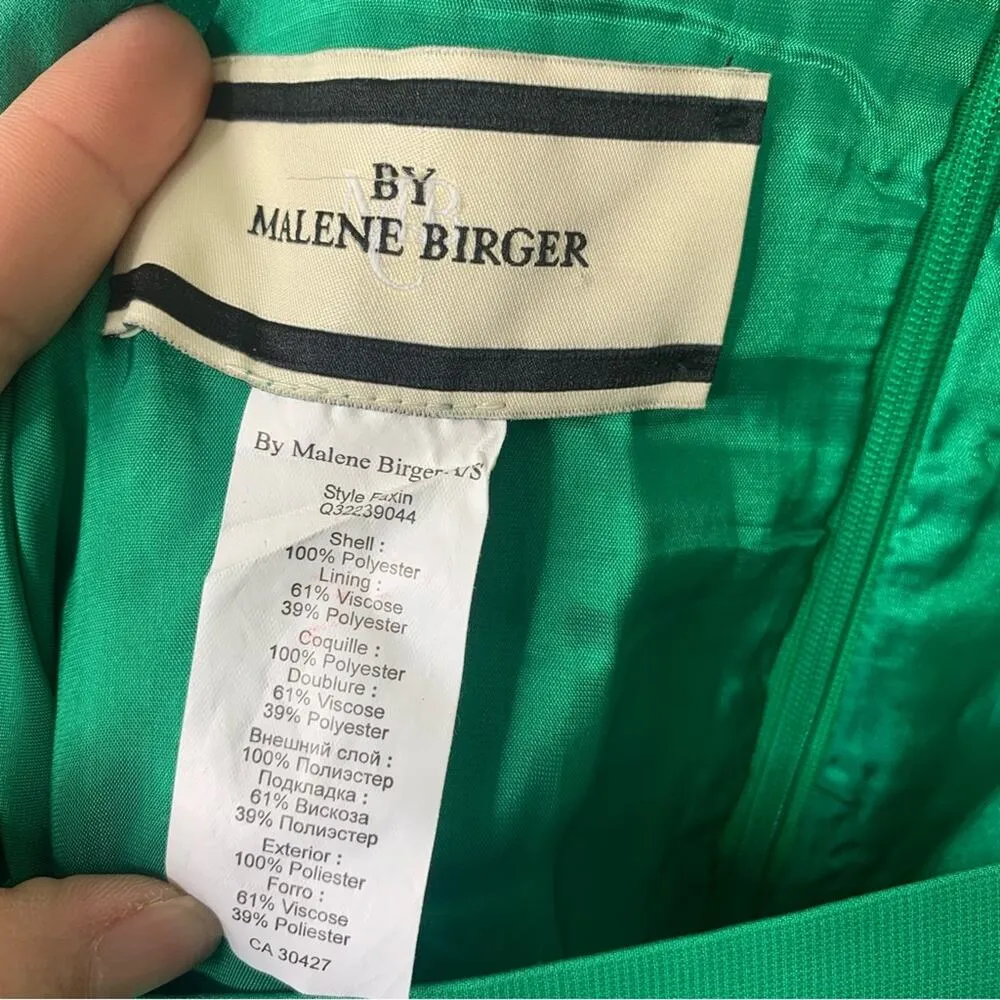 BY
MALENE BIRGER
By Malene Birger A/S
Style Faxin
Q32239044
Shell :
100% Polyester
Lining :
61% Viscose
39% Polyester
Coquille :
100% Polyester
Doublure :
61% Viscose
39% Polyester
Внешний слой :
100% Полиэстер
Подкладка :
61% Вискоза
39% Полиэстер
Exterior :
100% Poliester
Forro :
61% Viscose
39% Poliester
CA 30427